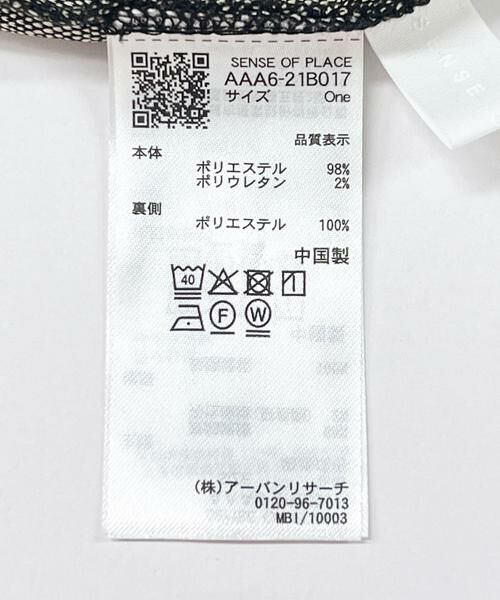 SENSE OF PLACE
AAA6-21B017
サイズ One
品質表示
本体
ポリエステル 98%
ポリウレタン 2%
裏側
ポリエステル 100%
中国製
40
F
W
(株)アーバンリサーチ
0120-96-7013
MBI/10003
SENSE